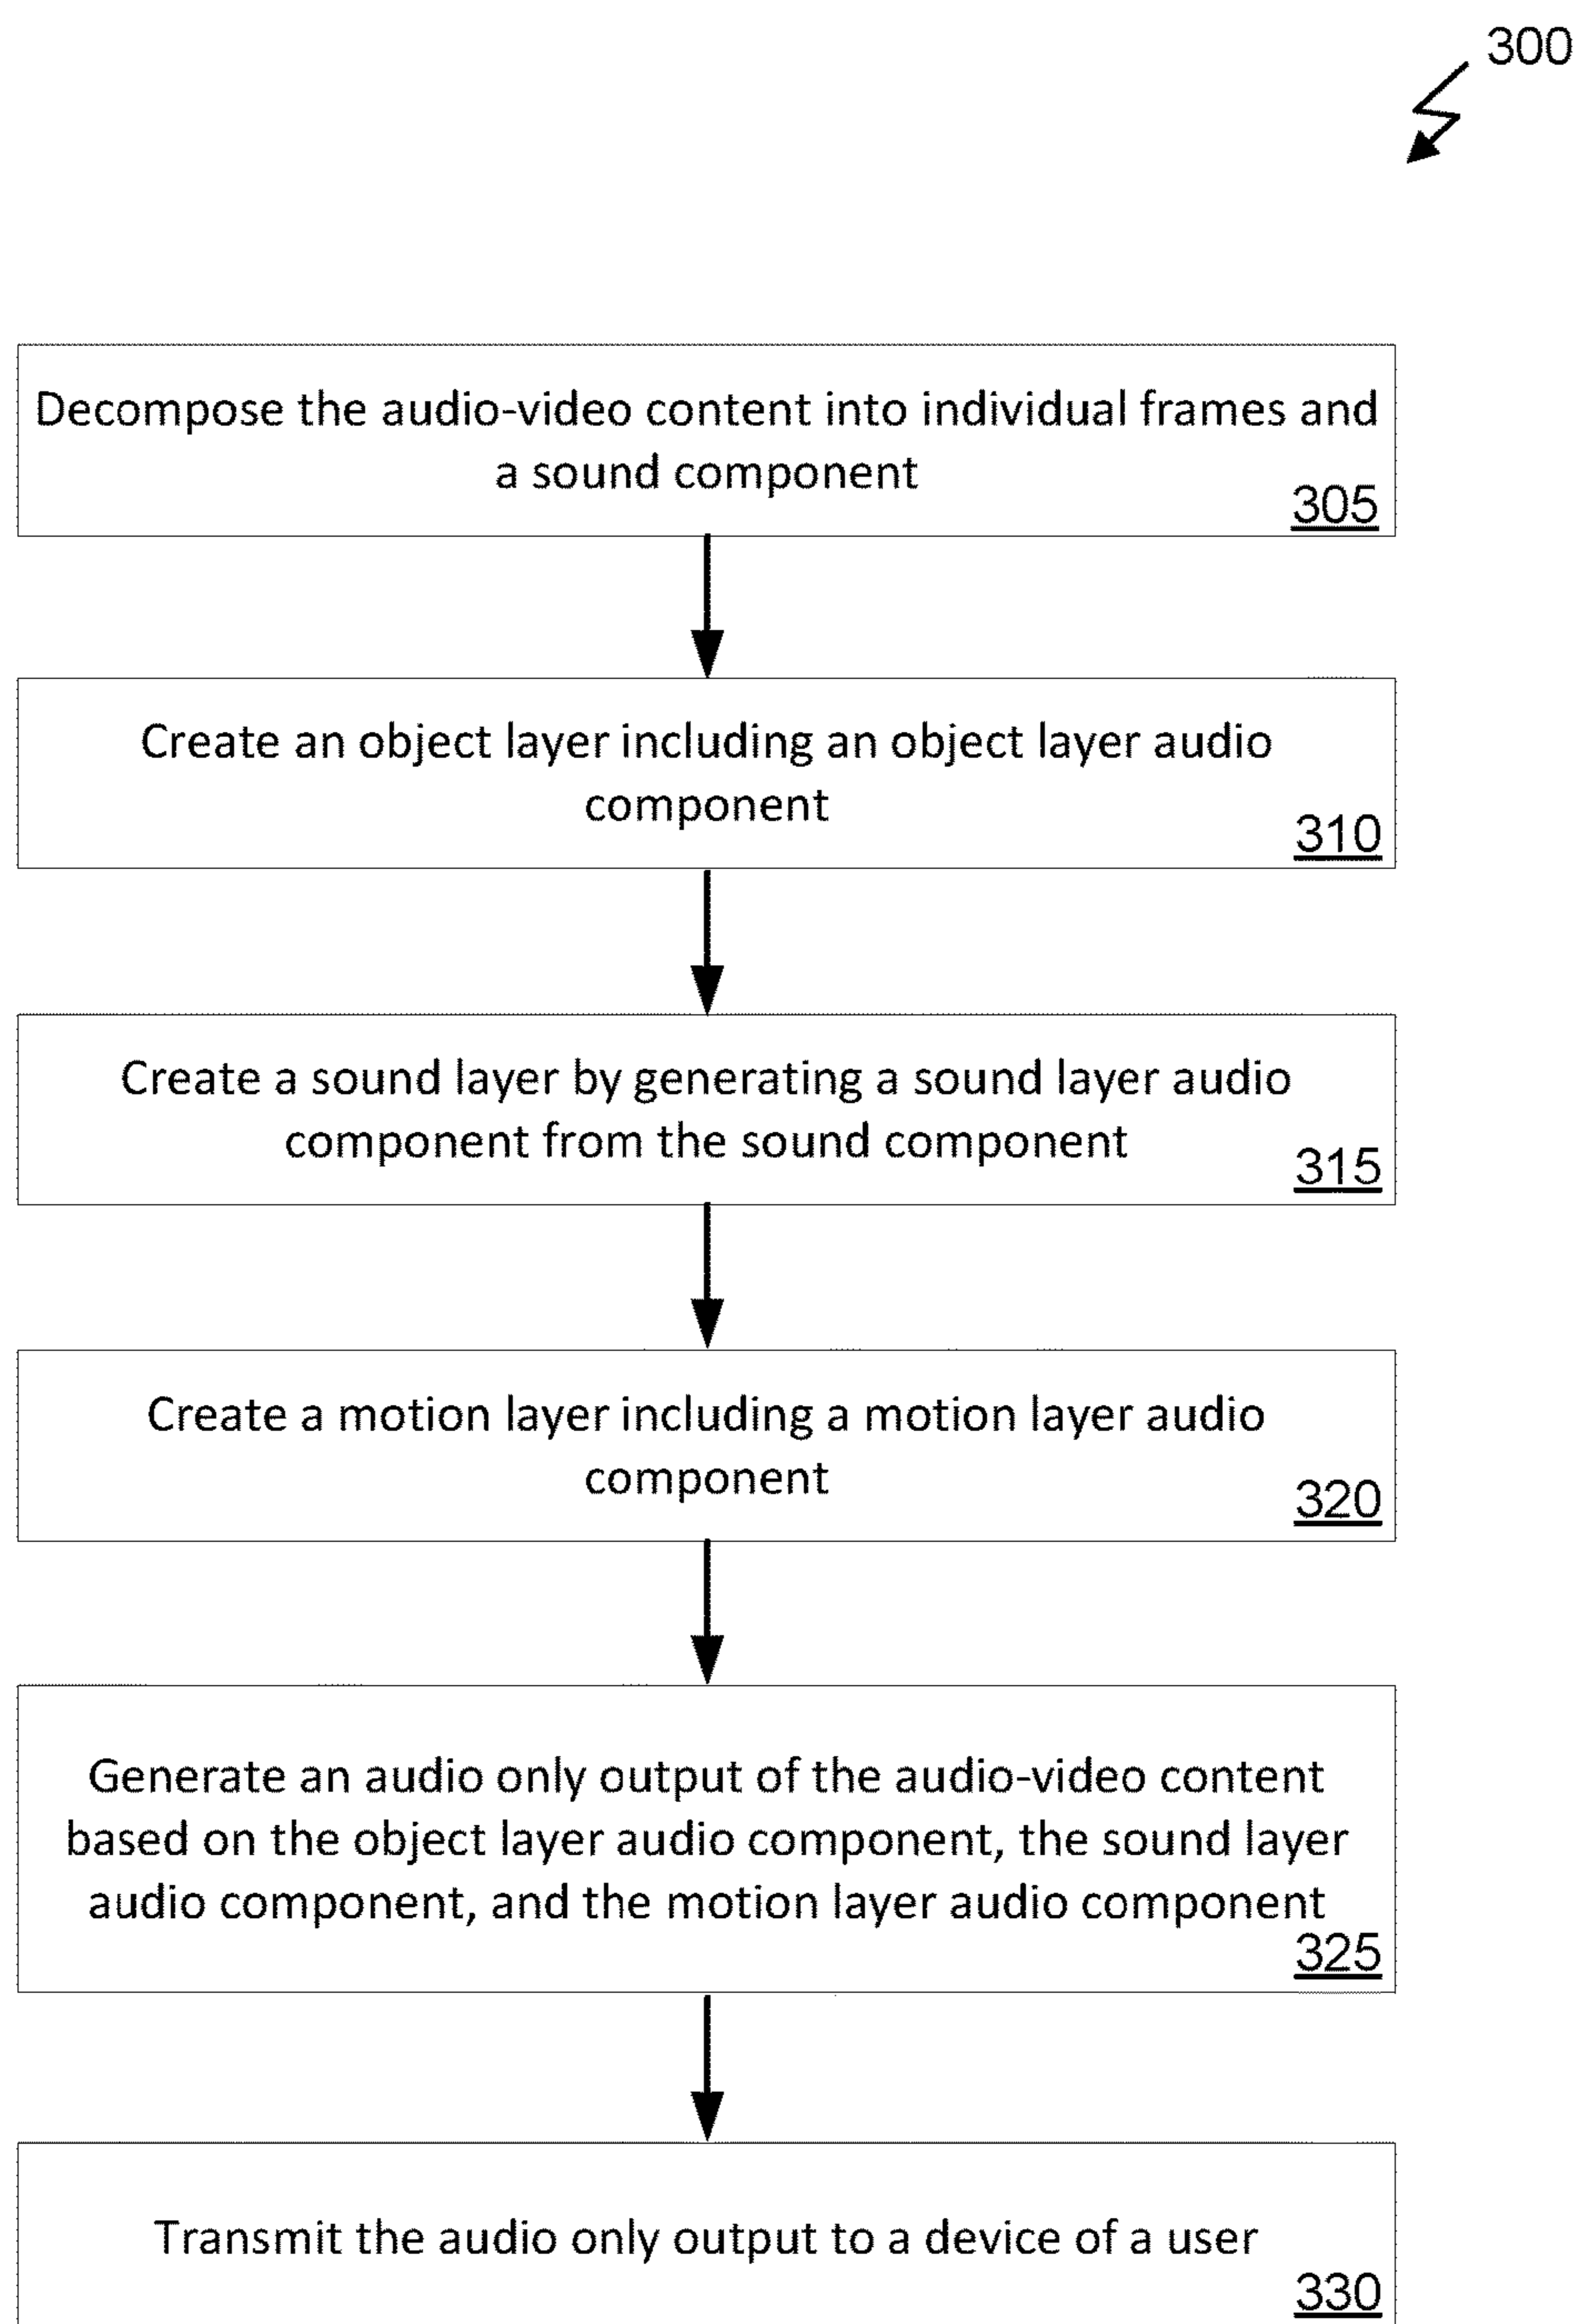 300
Decompose the audio-video content into individual frames and
a sound component
305
Create an object layer including an object layer audio
component
310
Create a sound layer by generating a sound layer audio
component from the sound component
315
Create a motion layer including a motion layer audio
component
320
Generate an audio only output of the audio-video content
based on the object layer audio component, the sound layer
audio component, and the motion layer audio component
325
Transmit the audio only output to a device of a user
330